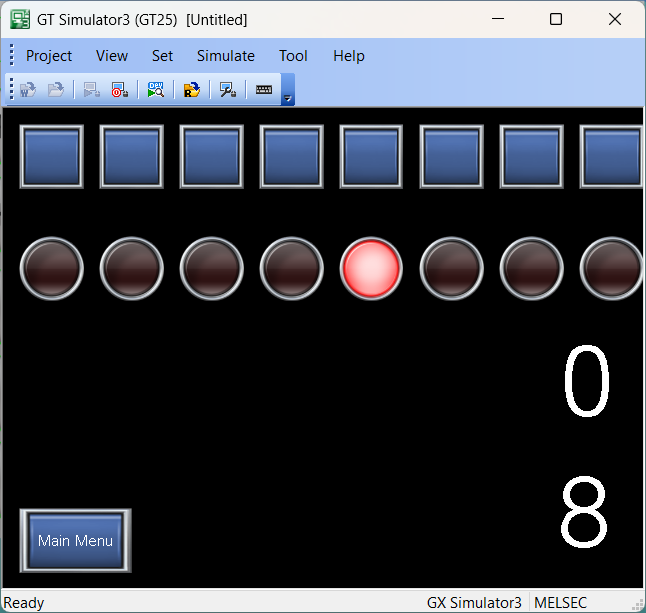 GT Simulator3 (GT25)  [Untitled]
Project View Set Simulate Tool Help
0
8
Main Menu
Ready GX Simulator3 MELSEC